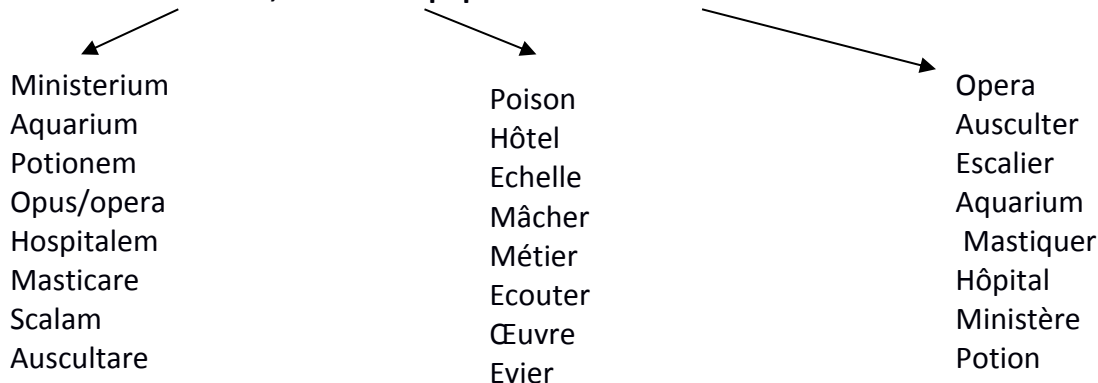 Ministerium
Aquarium
Potionem
Opus/opera
Hospitalem
Masticare
Scalam
Auscultare
Poison
Hôtel
Echelle
Mâcher
Métier
Ecouter
Œuvre
Evier
Opera
Ausculter
Escalier
Aquarium
Mastiquer
Hôpital
Ministère
Potion